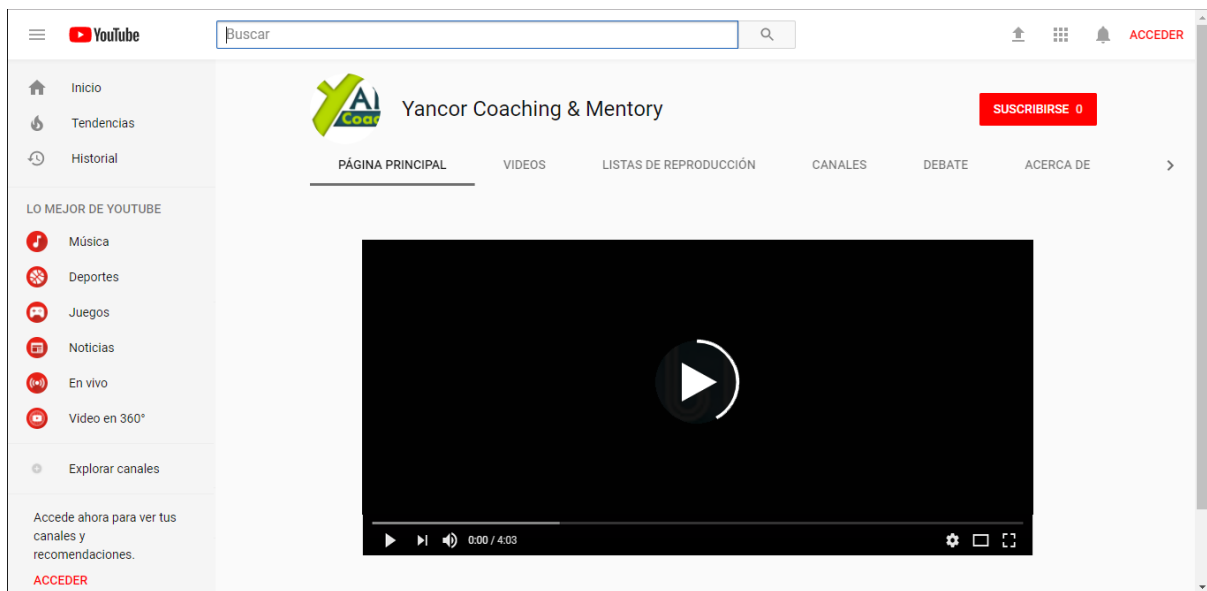 YouTube
Buscar
ACCEDER
Inicio
Tendencias
Historial
LO MEJOR DE YOUTUBE
Música
Deportes
Juegos
Noticias
En vivo
Video en 360°
Explorar canales
Accede ahora para ver tus
canales y
recomendaciones.
ACCEDER
Yancor Coaching & Mentory
SUSCRIBIRSE 0
PÁGINA PRINCIPAL
VIDEOS
LISTAS DE REPRODUCCIÓN
CANALES
DEBATE
ACERCA DE
0:00 / 4:03